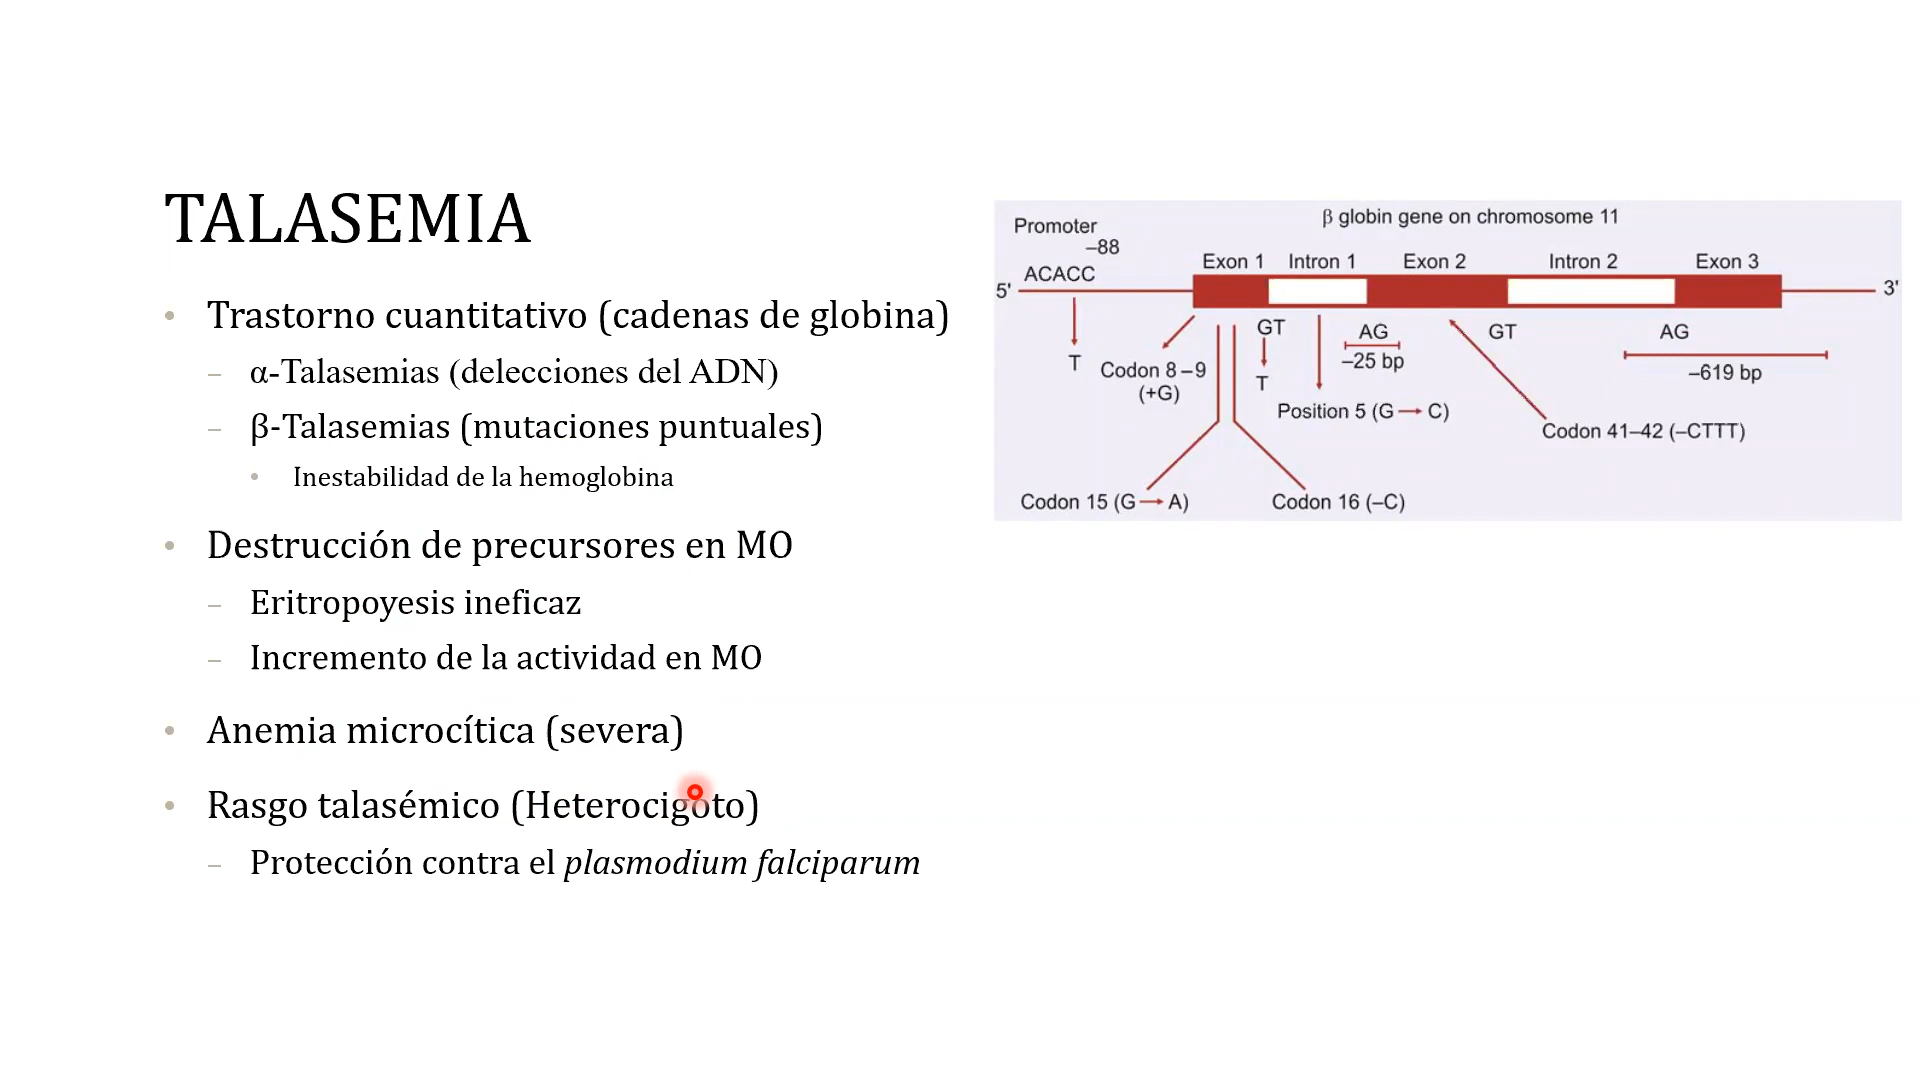 TALASEMIA
• Trastorno cuantitativo (cadenas de globina)
– α-Talasemias (delecciones del ADN)
– β-Talasemias (mutaciones puntuales)
• Inestabilidad de la hemoglobina
• Destrucción de precursores en MO
– Eritropoyesis ineficaz
– Incremento de la actividad en MO
• Anemia microcítica (severa)
• Rasgo talasémico (Heterocigoto)
– Protección contra el plasmodium falciparum
β globin gene on chromosome 11
Promoter
–88
ACACC
Exon 1 Intron 1 Exon 2 Intron 2 Exon 3
5' 3'
GT AG GT AG
T Codon 8–9 (+G)
T
–25 bp
–619 bp
Position 5 (G → C)
Codon 41–42 (–CTTT)
Codon 15 (G → A) Codon 16 (–C)